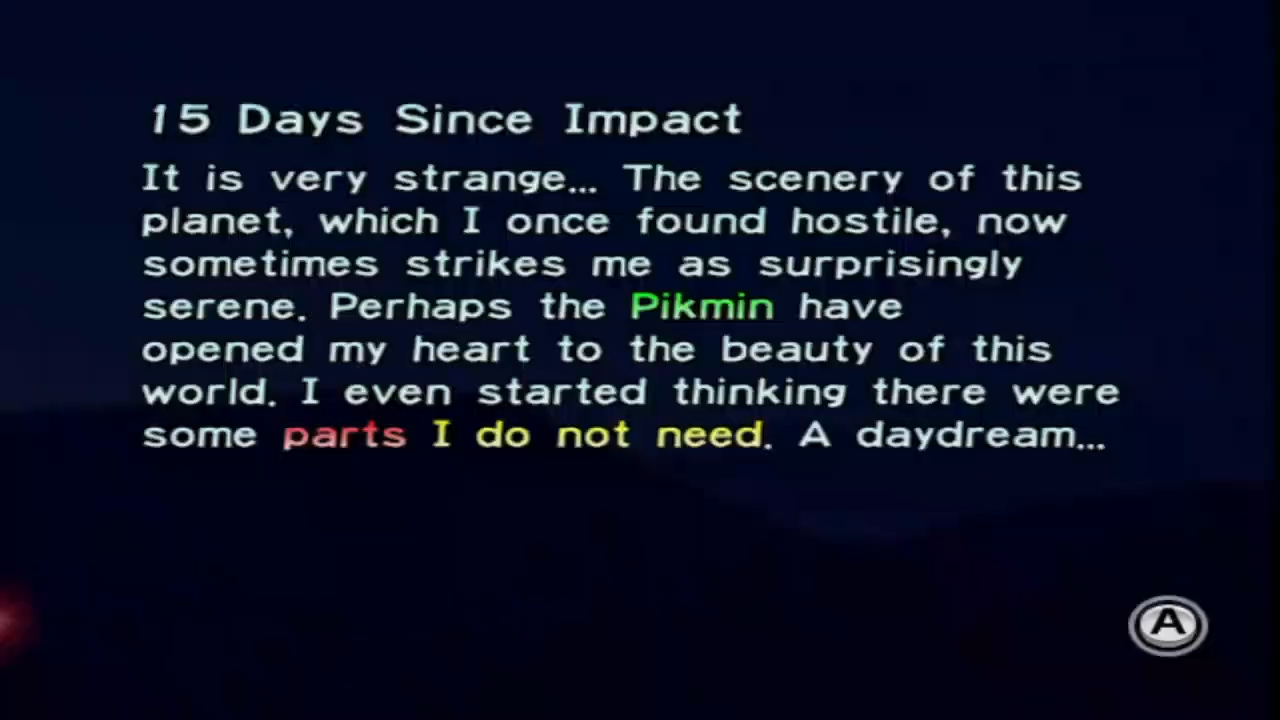 15 Days Since Impact
It is very strange... The scenery of this
planet, which I once found hostile, now
sometimes strikes me as surprisingly
serene. Perhaps the Pikmin have
opened my heart to the beauty of this
world. I even started thinking there were
some parts I do not need. A daydream...
A